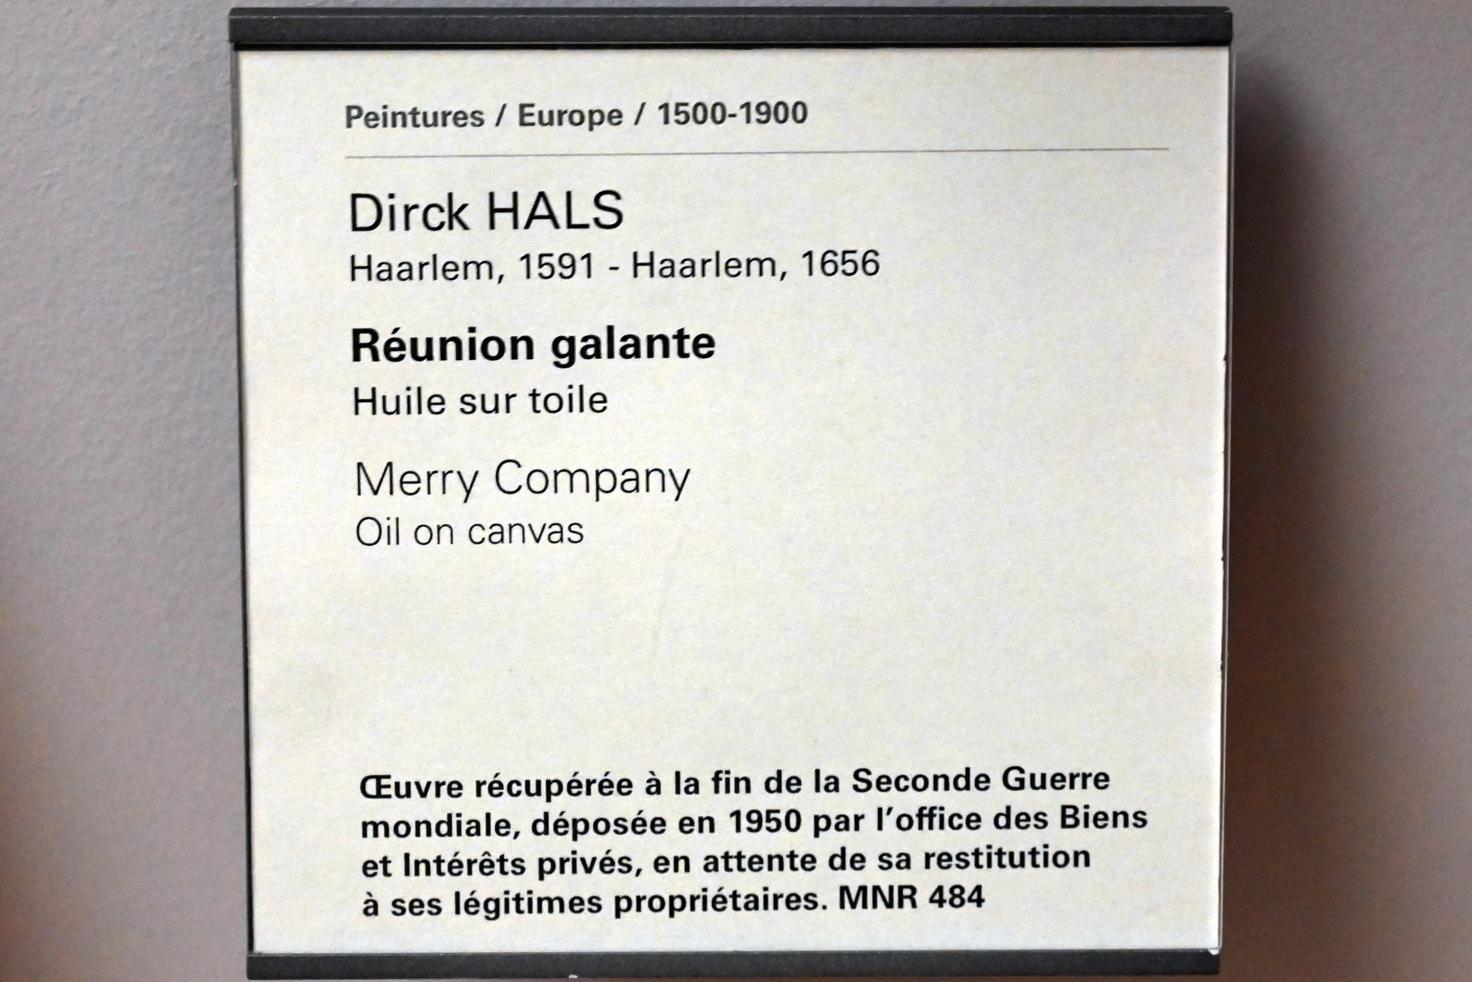 Peintures / Europe / 1500-1900
Dirck HALS
Haarlem, 1591 - Haarlem, 1656
Réunion galante
Huile sur toile
Merry Company
Oil on canvas
Œuvre récupérée à la fin de la Seconde Guerre
mondiale, déposée en 1950 par l'office des Biens
et Intérêts privés, en attente de sa restitution
à ses légitimes propriétaires. MNR 484